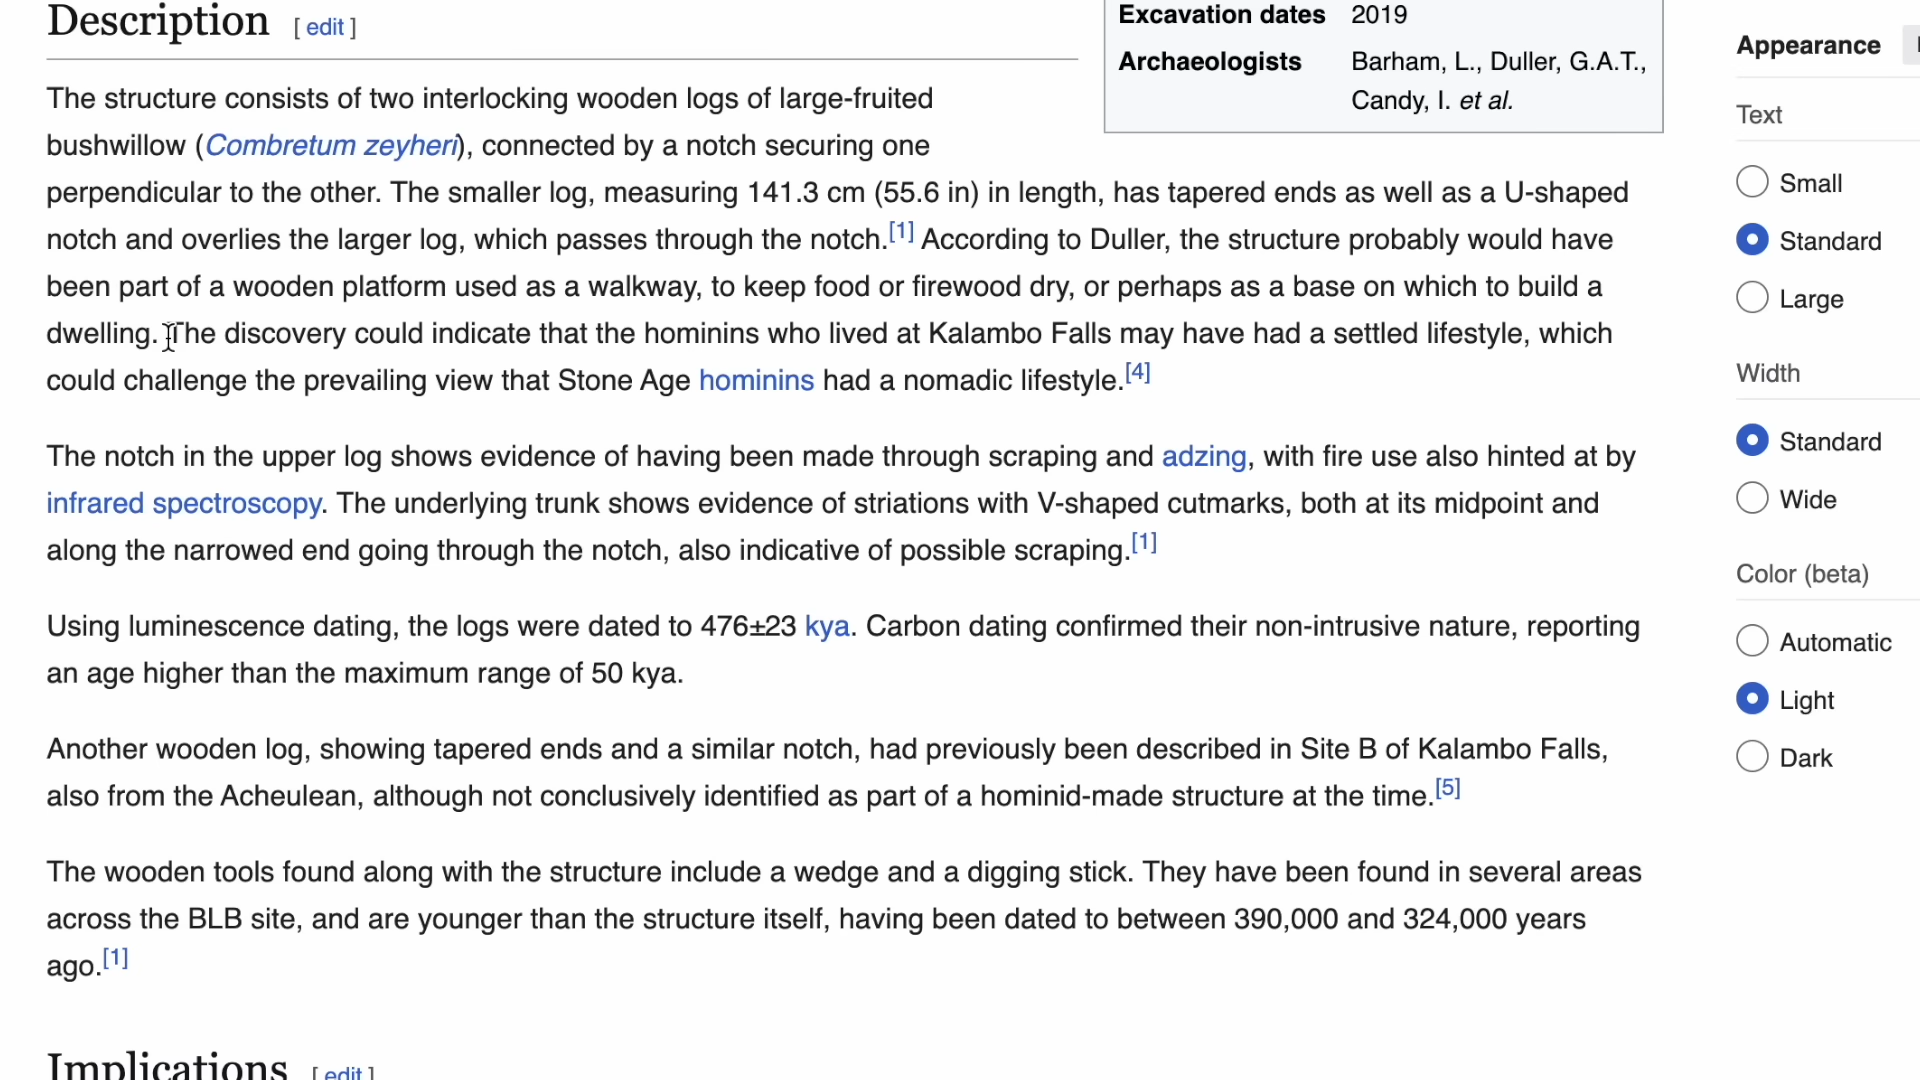 Description [ edit ]
Excavation dates 2019
Archaeologists Barham, L., Duller, G.A.T.,
Candy, I. et al.
The structure consists of two interlocking wooden logs of large-fruited
bushwillow (Combretum zeyheri), connected by a notch securing one
perpendicular to the other. The smaller log, measuring 141.3 cm (55.6 in) in length, has tapered ends as well as a U-shaped
notch and overlies the larger log, which passes through the notch.[1] According to Duller, the structure probably would have
been part of a wooden platform used as a walkway, to keep food or firewood dry, or perhaps as a base on which to build a
dwelling. The discovery could indicate that the hominins who lived at Kalambo Falls may have had a settled lifestyle, which
could challenge the prevailing view that Stone Age hominins had a nomadic lifestyle.[4]
The notch in the upper log shows evidence of having been made through scraping and adzing, with fire use also hinted at by
infrared spectroscopy. The underlying trunk shows evidence of striations with V-shaped cutmarks, both at its midpoint and
along the narrowed end going through the notch, also indicative of possible scraping.[1]
Using luminescence dating, the logs were dated to 476±23 kya. Carbon dating confirmed their non-intrusive nature, reporting
an age higher than the maximum range of 50 kya.
Another wooden log, showing tapered ends and a similar notch, had previously been described in Site B of Kalambo Falls,
also from the Acheulean, although not conclusively identified as part of a hominid-made structure at the time.[5]
The wooden tools found along with the structure include a wedge and a digging stick. They have been found in several areas
across the BLB site, and are younger than the structure itself, having been dated to between 390,000 and 324,000 years
ago.[1]
Implications [ edit ]
Appearance
Text
Small
Standard
Large
Width
Standard
Wide
Color (beta)
Automatic
Light
Dark